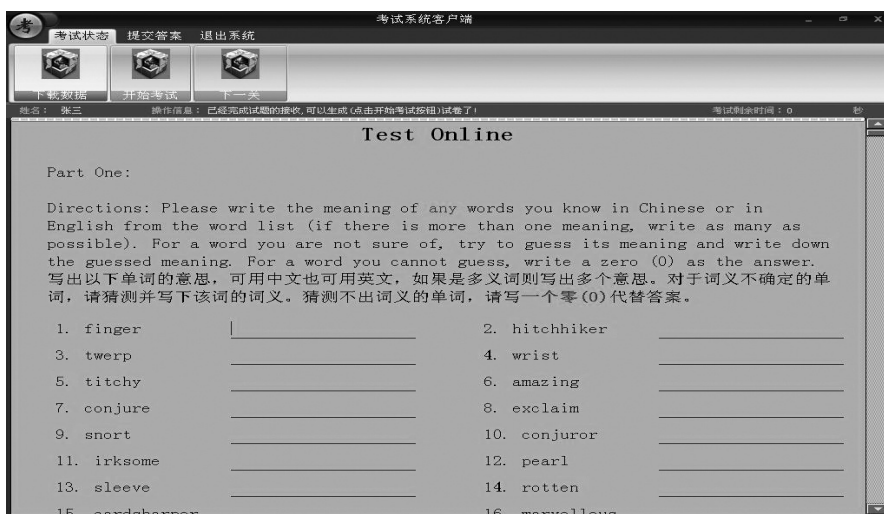 考
考试系统客户端
考试状态 提交答案 退出系统
下载数据 开始考试 下一关
姓名： 张三 操作信息： 已经完成试题的接收,可以生成(点击开始考试按钮)试卷了! 考试剩余时间：0 秒
Test Online
Part One:
Directions: Please write the meaning of any words you know in Chinese or in
English from the word list (if there is more than one meaning, write as many as
possible). For a word you are not sure of, try to guess its meaning and write down
the guessed meaning. For a word you cannot guess, write a zero (0) as the answer.
写出以下单词的意思，可用中文也可用英文，如果是多义词则写出多个意思。对于词义不确定的单
词，请猜测并写下该词的词义。猜测不出词义的单词，请写一个零(0)代替答案。
1. finger 2. hitchhiker
3. twerp 4. wrist
5. titchy 6. amazing
7. conjure 8. exclaim
9. snort 10. conjuror
11. irksome 12. pearl
13. sleeve 14. rotten
15. cardsharper 16. marvellous